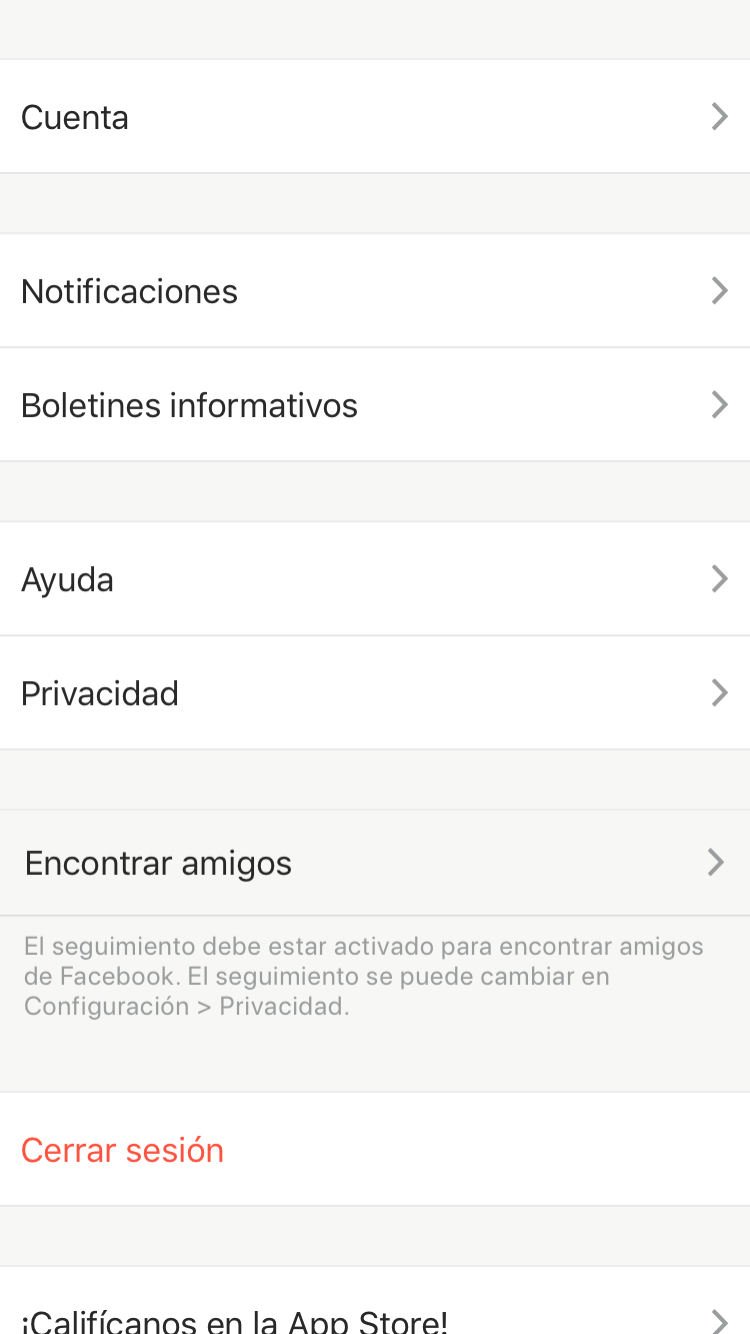 Cuenta
Notificaciones
Boletines informativos
Ayuda
Privacidad
Encontrar amigos
El seguimiento debe estar activado para encontrar amigos
de Facebook. El seguimiento se puede cambiar en
Configuración > Privacidad.
Cerrar sesión
¡Califícanos en la App Store!